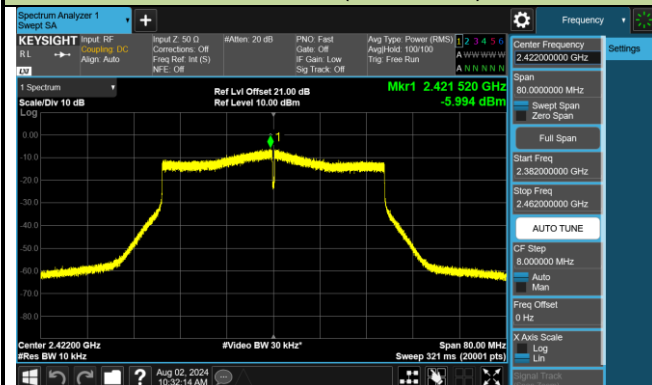 Spectrum Analyzer 1
Swept SA
+
Frequency
KEYSIGHT
RL
LXI
Input: RF
Coupling: DC
Align: Auto
Input Z: 50 Ω
Corrections: Off
Freq Ref: Int (S)
NFE: Off
#Atten: 20 dB
PNO: Fast
Gate: Off
IF Gain: Low
Sig Track: Off
Avg Type: Power (RMS)
Avg|Hold: 100/100
Trig: Free Run
1 2 3 4 5 6
A W W W W W
A N N N N N
1 Spectrum
Scale/Div 10 dB
Log
Ref Lvl Offset 21.00 dB
Ref Level 10.00 dBm
Mkr1 2.421 520 GHz
-5.994 dBm
1
0.00
-10.0
-20.0
-30.0
-40.0
-50.0
-60.0
-70.0
-80.0
Center 2.42200 GHz
#Res BW 10 kHz
#Video BW 30 kHz*
Span 80.00 MHz
Sweep 321 ms (20001 pts)
Center Frequency
2.422000000 GHz
Settings
Span
80.0000000 MHz
Swept Span
Zero Span
Full Span
Start Freq
2.382000000 GHz
Stop Freq
2.462000000 GHz
AUTO TUNE
CF Step
8.000000 MHz
Auto
Man
Freq Offset
0 Hz
X Axis Scale
Log
Lin
Signal Track
?
Aug 02, 2024
10:32:14 AM